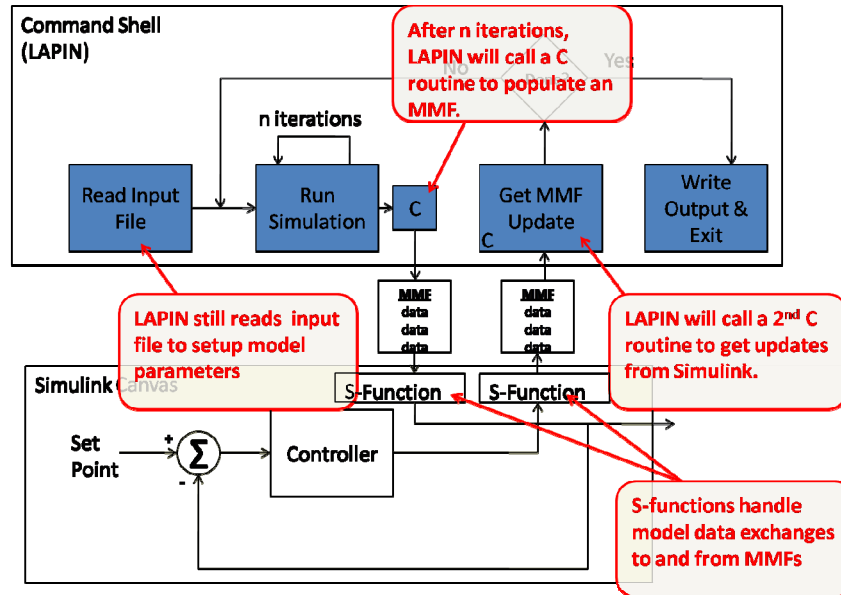 Command Shell
(LAPIN)
After n iterations,
LAPIN will call a C
routine to populate an
MMF.
No
Yes
Done?
n iterations
Read Input
File
Run
Simulation
C
Get MMF
Update
C
Write
Output &
Exit
MMF
data
data
data
MMF
data
data
data
LAPIN still reads input
file to setup model
parameters
LAPIN will call a 2nd C
routine to get updates
from Simulink.
Simulink Canvas
S-Function
S-Function
Set
Point
+
Σ
-
Controller
S-functions handle
model data exchanges
to and from MMFs